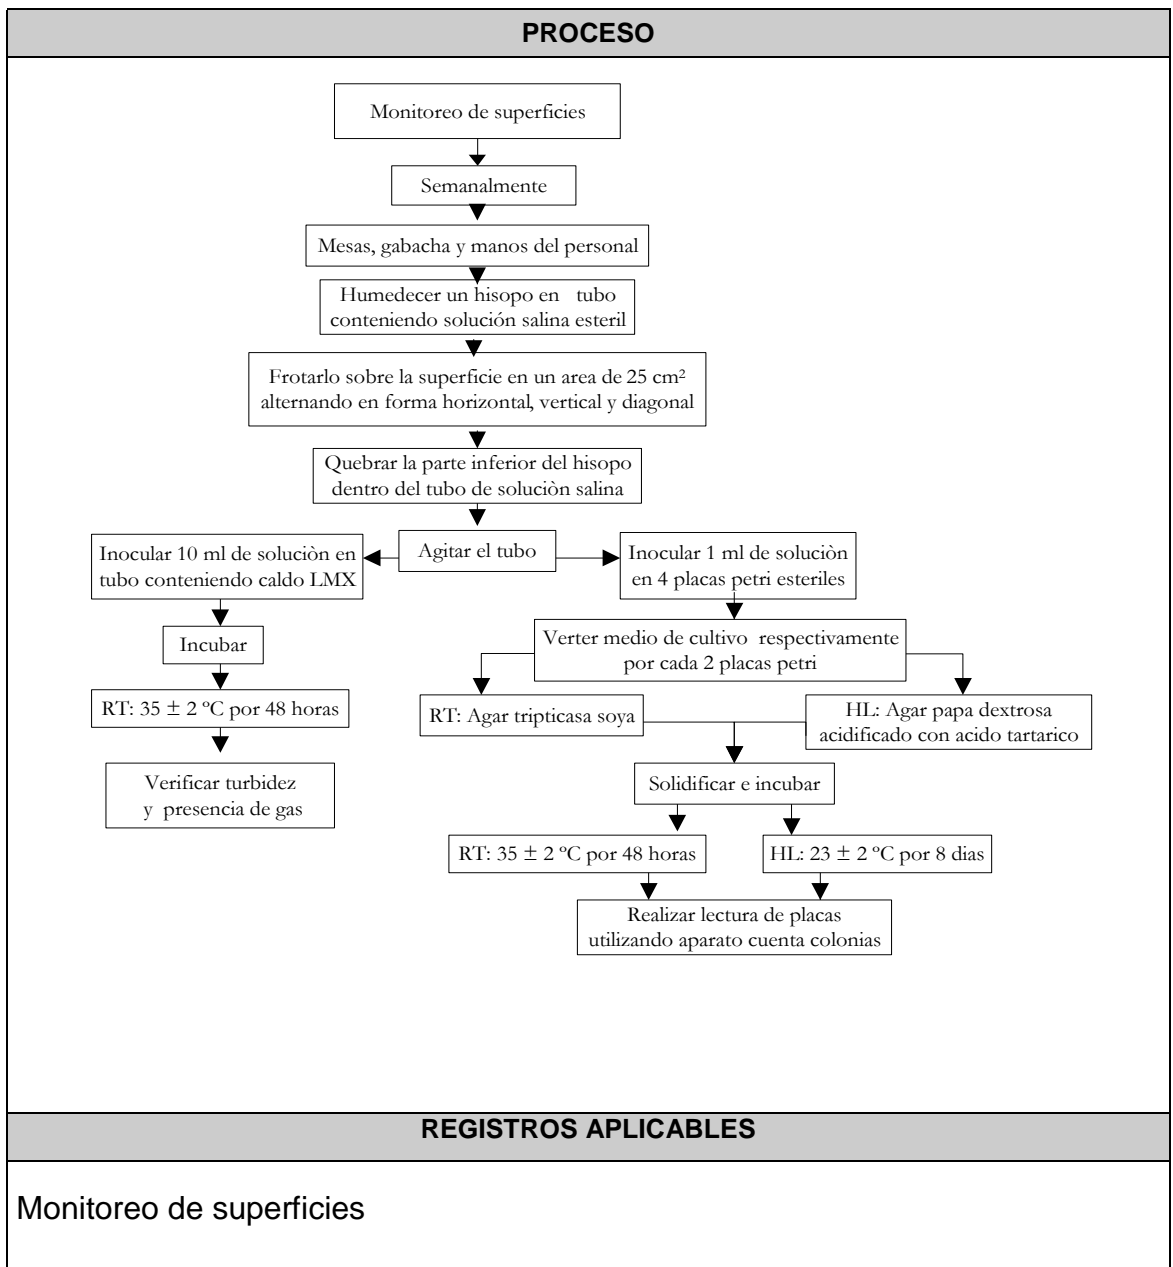 PROCESO
Monitoreo de superficies
Semanalmente
Mesas, gabacha y manos del personal
Humedecer un hisopo en tubo
conteniendo solución salina esteril
Frotarlo sobre la superficie en un area de 25 cm²
alternando en forma horizontal, vertical y diagonal
Quebrar la parte inferior del hisopo
dentro del tubo de soluciòn salina
Agitar el tubo
Inocular 10 ml de soluciòn en
tubo conteniendo caldo LMX
Incubar
RT: 35 ± 2 ºC por 48 horas
Verificar turbidez
y presencia de gas
Inocular 1 ml de soluciòn
en 4 placas petri esteriles
Verter medio de cultivo respectivamente
por cada 2 placas petri
RT: Agar tripticasa soya
HL: Agar papa dextrosa
acidificado con acido tartarico
Solidificar e incubar
RT: 35 ± 2 ºC por 48 horas
HL: 23 ± 2 ºC por 8 dias
Realizar lectura de placas
utilizando aparato cuenta colonias
REGISTROS APLICABLES
Monitoreo de superficies